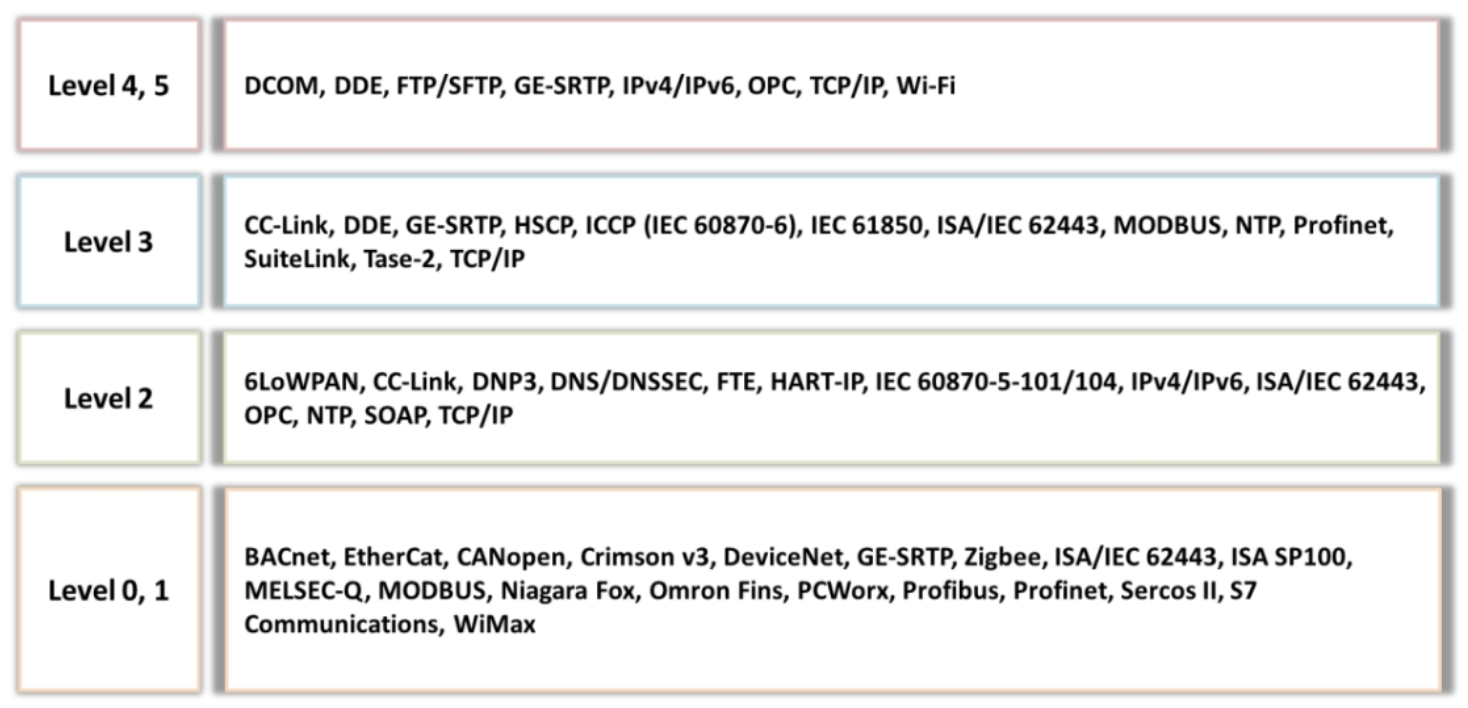 Level 4, 5
DCOM, DDE, FTP/SFTP, GE-SRTP, IPv4/IPv6, OPC, TCP/IP, Wi-Fi
Level 3
CC-Link, DDE, GE-SRTP, HSCP, ICCP (IEC 60870-6), IEC 61850, ISA/IEC 62443, MODBUS, NTP, Profinet,
SuiteLink, Tase-2, TCP/IP
Level 2
6LoWPAN, CC-Link, DNP3, DNS/DNSSEC, FTE, HART-IP, IEC 60870-5-101/104, IPv4/IPv6, ISA/IEC 62443,
OPC, NTP, SOAP, TCP/IP
Level 0, 1
BACnet, EtherCat, CANopen, Crimson v3, DeviceNet, GE-SRTP, Zigbee, ISA/IEC 62443, ISA SP100,
MELSEC-Q, MODBUS, Niagara Fox, Omron Fins, PCWorx, Profibus, Profinet, Sercos II, S7
Communications, WiMax